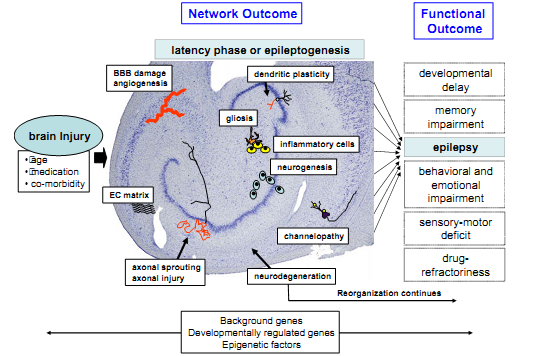 Network Outcome
Functional
Outcome
latency phase or epileptogenesis
BBB damage
angiogenesis
dendritic plasticity
developmental
delay
memory
impairment
gliosis
brain Injury
inflammatory cells
epilepsy
• age
• medication
• co-morbidity
neurogenesis
behavioral and
emotional
impairment
EC matrix
sensory-motor
deficit
channelopathy
drug-
refractoriness
axonal sprouting
axonal injury
neurodegeneration
Reorganization continues
Background genes
Developmentally regulated genes
Epigenetic factors